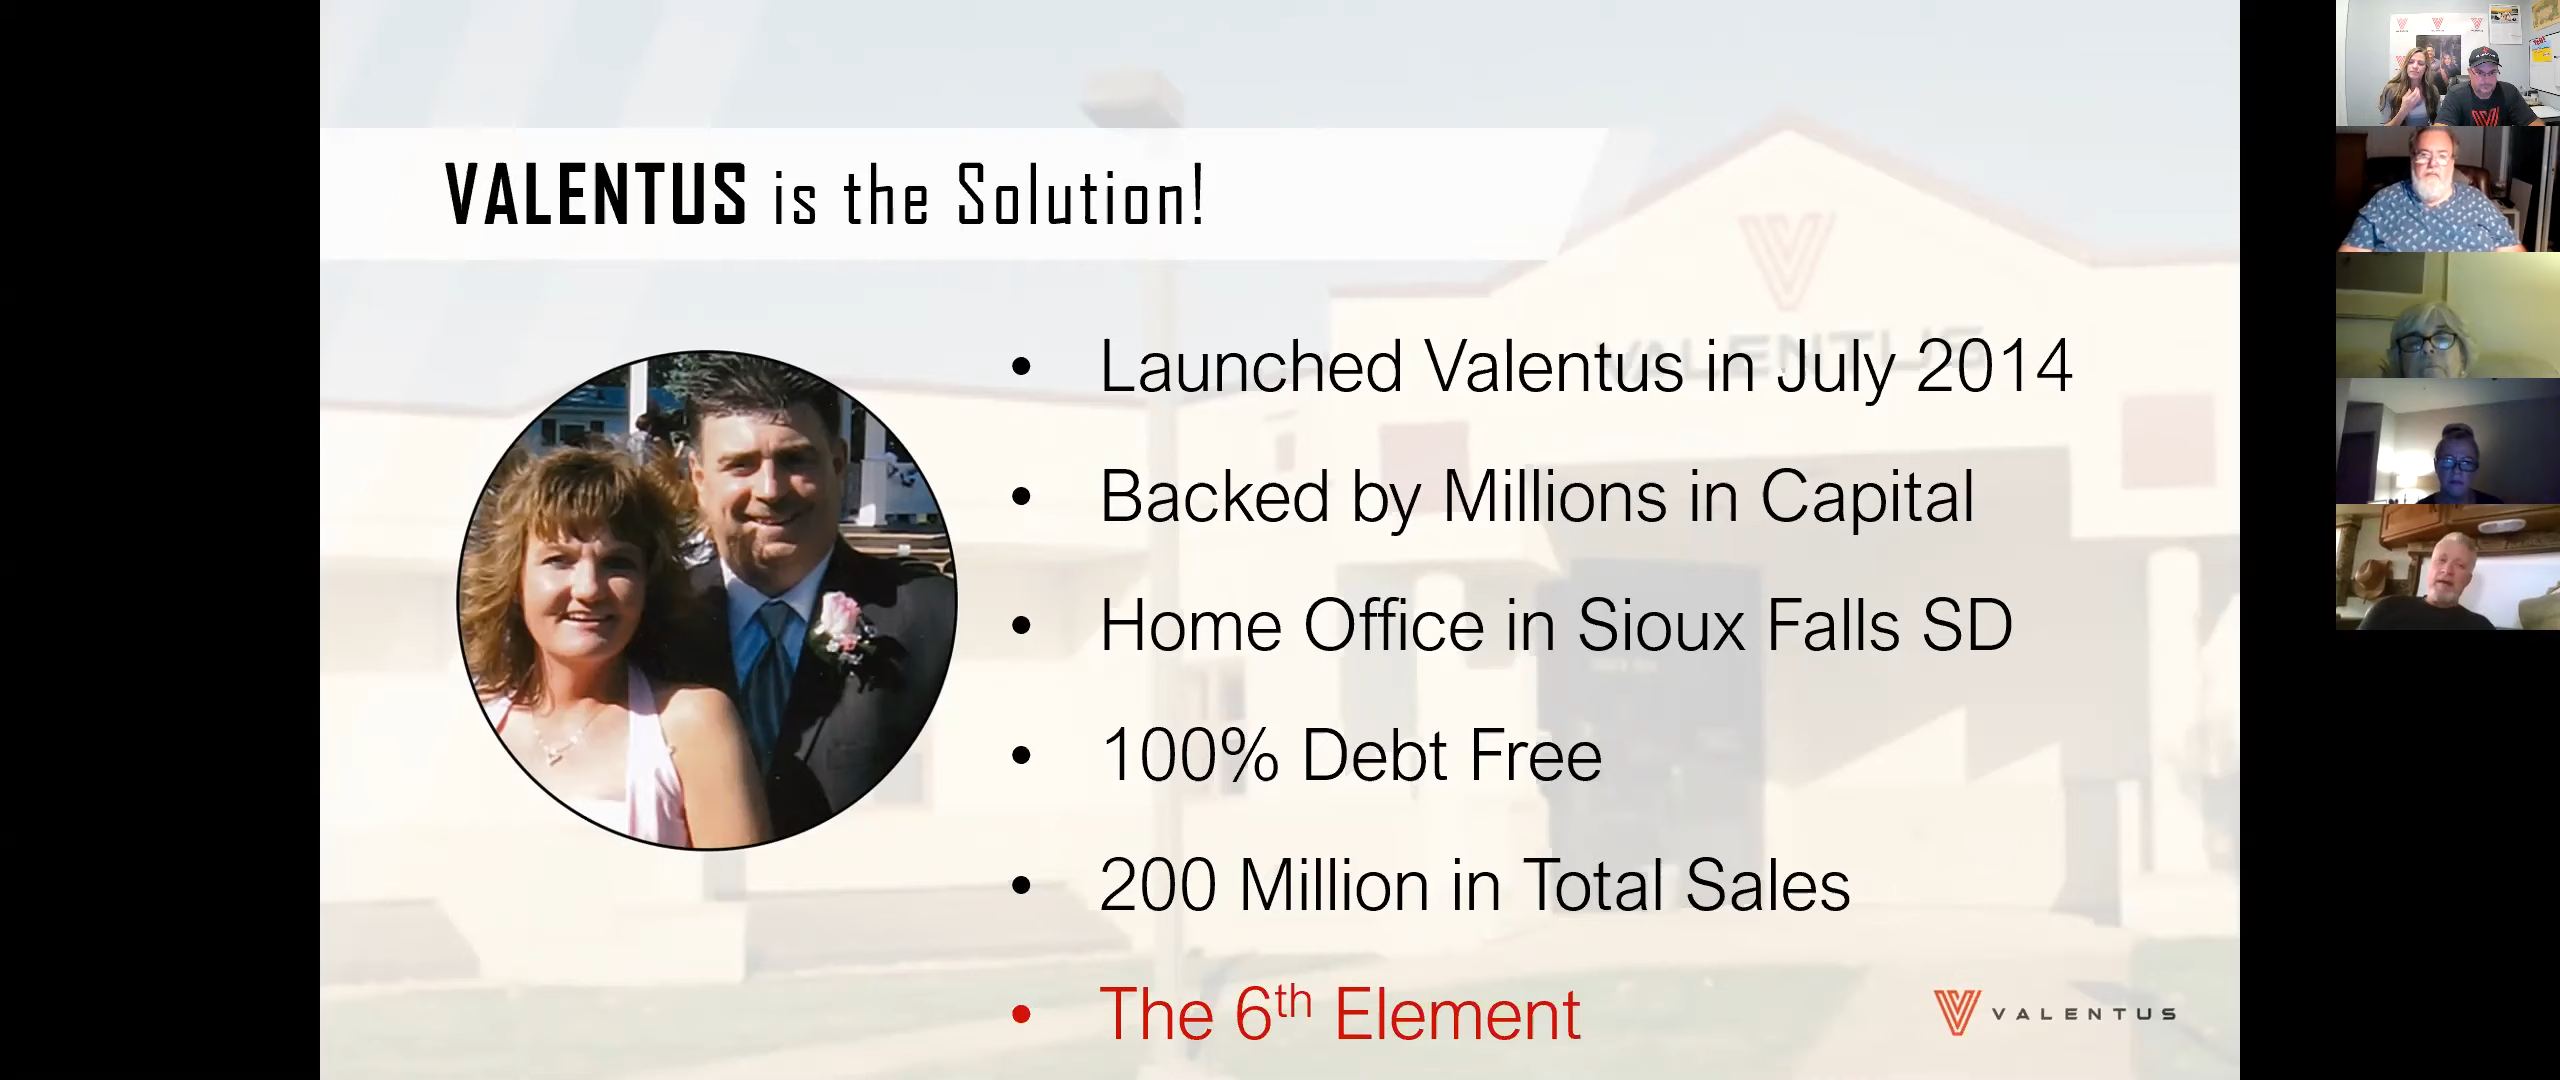 VALENTUS is the Solution!
VALENTUS
• Launched Valentus in July 2014
• Backed by Millions in Capital
• Home Office in Sioux Falls SD
• 100% Debt Free
• 200 Million in Total Sales
• The 6th Element
VALENTUS